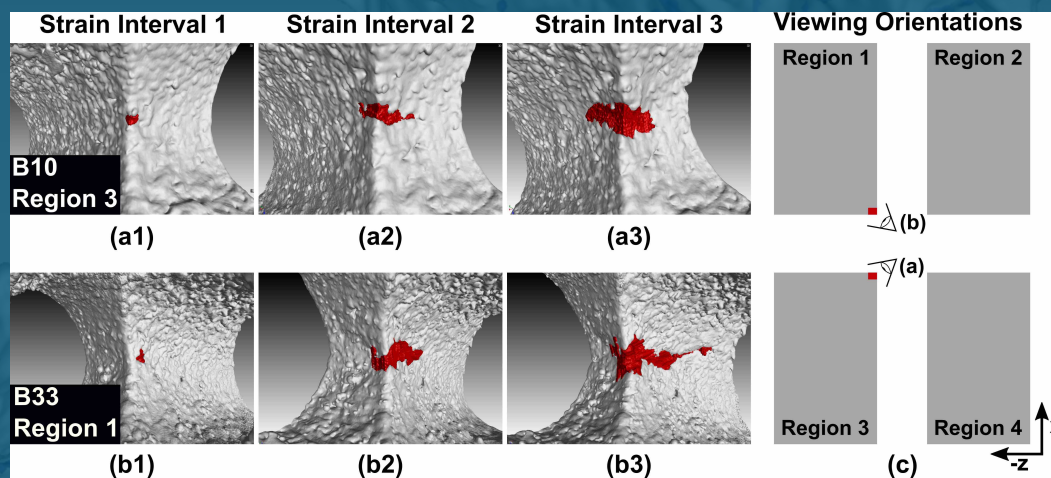 Strain Interval 1
Strain Interval 2
Strain Interval 3
Viewing Orientations
B10
Region 3
(a1)
(a2)
(a3)
B33
Region 1
(b1)
(b2)
(b3)
Region 1
Region 2
(b)
(a)
Region 3
Region 4
-z
(c)